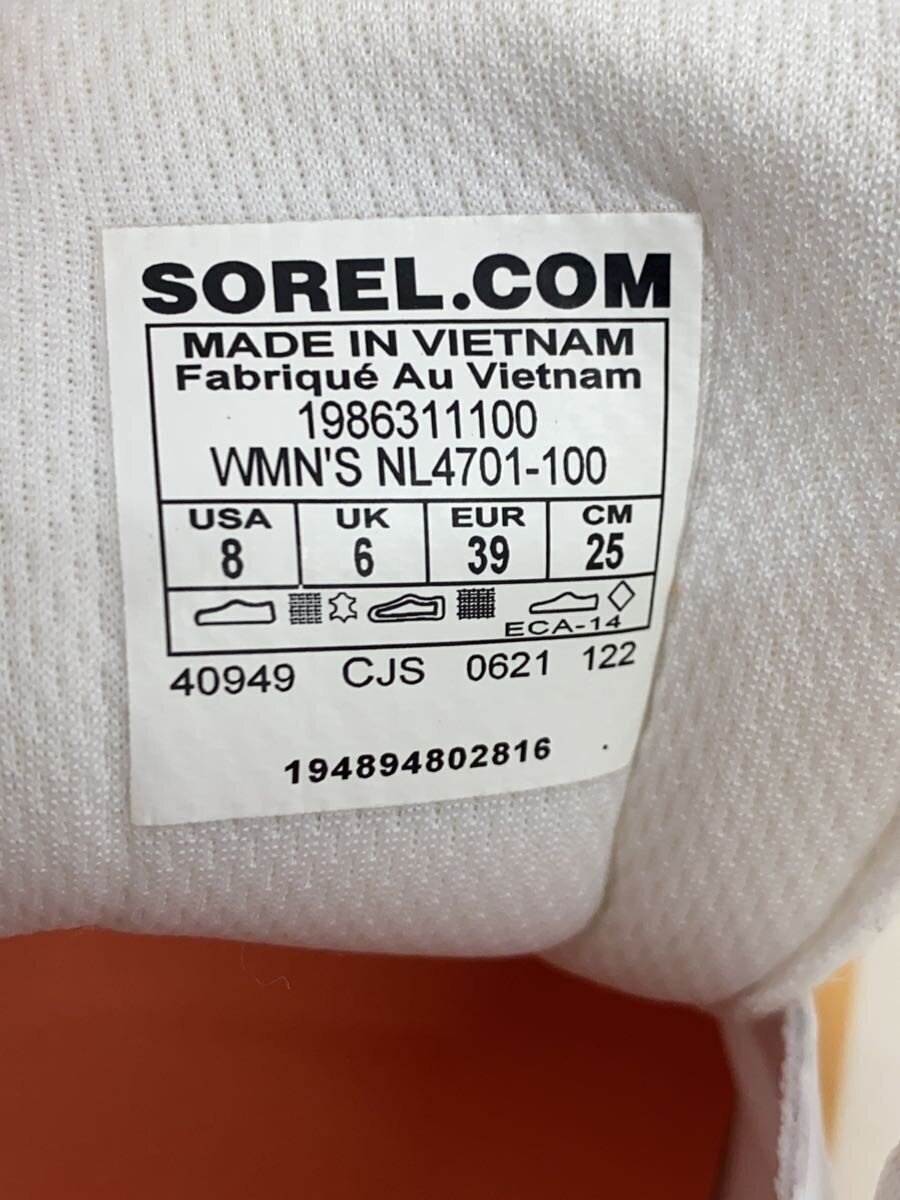 SOREL.COM
MADE IN VIETNAM
Fabriqué Au Vietnam
1986311100
WMN'S NL4701-100
USA UK EUR CM
8 6 39 25
ECA-14
40949 CJS 0621 122
194894802816